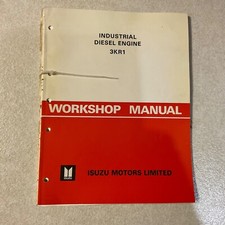 INDUSTRIAL
DIESEL ENGINE
3KR1
WORKSHOP MANUAL
ISUZU MOTORS LIMITED